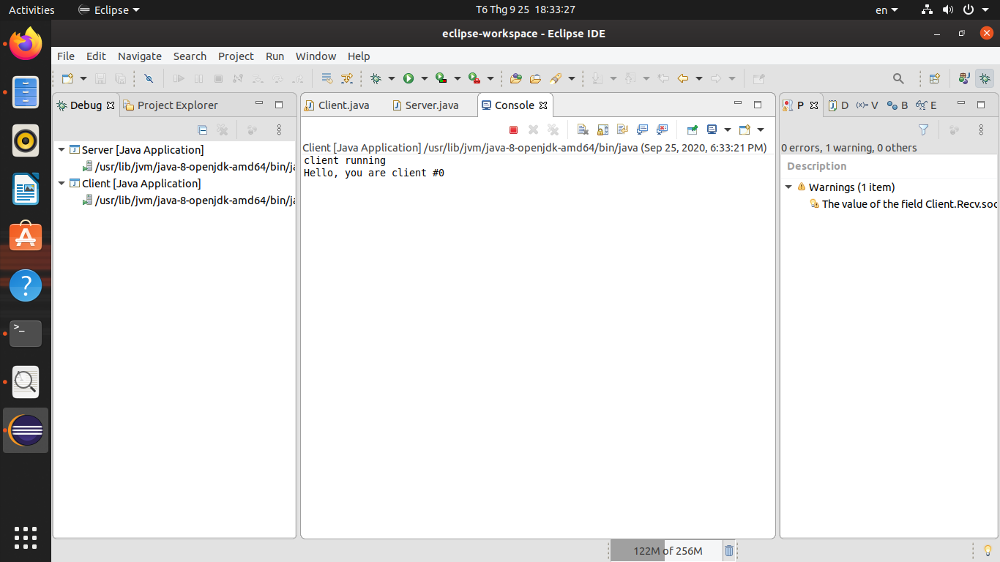 Activities
Eclipse
T6 Thg 9 25 18:33:27
en
eclipse-workspace - Eclipse IDE
File Edit Navigate Search Project Run Window Help
Debug
Project Explorer
Client.java
Server.java
Console
P
D
(x)= V
B
E
Server [Java Application]
/usr/lib/jvm/java-8-openjdk-amd64/bin/ja
Client [Java Application]
/usr/lib/jvm/java-8-openjdk-amd64/bin/ja
Client [Java Application] /usr/lib/jvm/java-8-openjdk-amd64/bin/java (Sep 25, 2020, 6:33:21 PM)
client running
Hello, you are client #0
0 errors, 1 warning, 0 others
Description
Warnings (1 item)
The value of the field Client.Recv.soc
122M of 256M